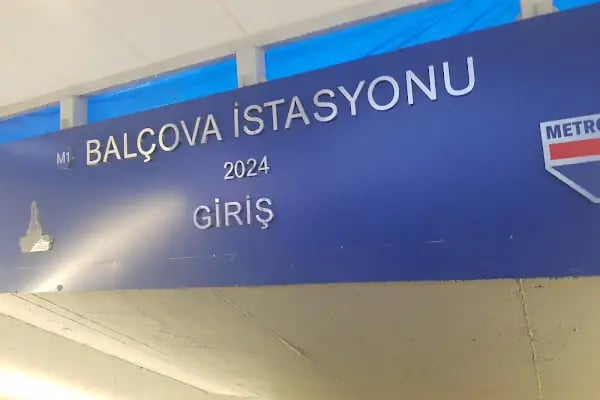 M1 BALÇOVA İSTASYONU
2024
GİRİŞ
METRO